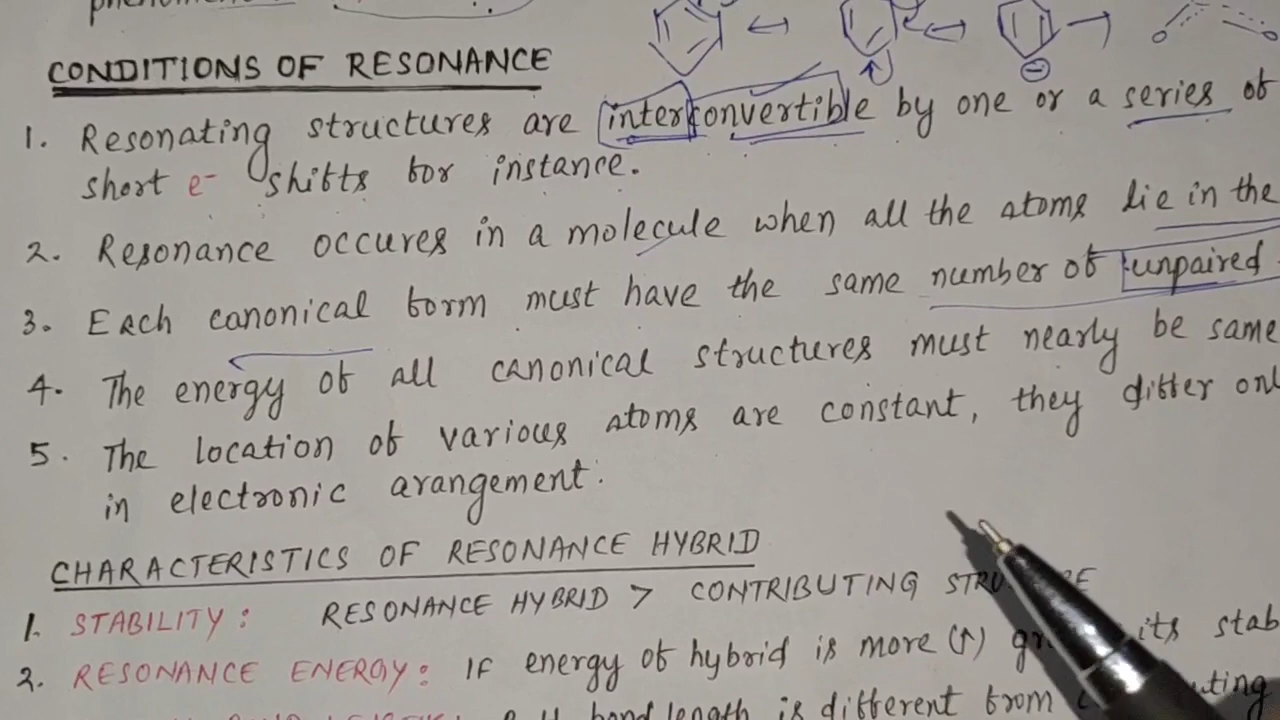 phenomen
CONDITIONS OF RESONANCE
1. Resonating structures are interconvertible by one or a series of
short e- shifts for instance.
2. Resonance occures in a molecule when all the atoms lie in the
3. Each canonical form must have the same number of unpaired
4. The energy of all canonical structures must nearly be same
5. The location of various atoms are constant, they differ onl
in electronic arangement.
CHARACTERISTICS OF RESONANCE HYBRID
1. STABILITY: RESONANCE HYBRID > CONTRIBUTING
2. RESONANCE ENERGY: IF energy of hybrid is more (↑) its stab
bond length is different from